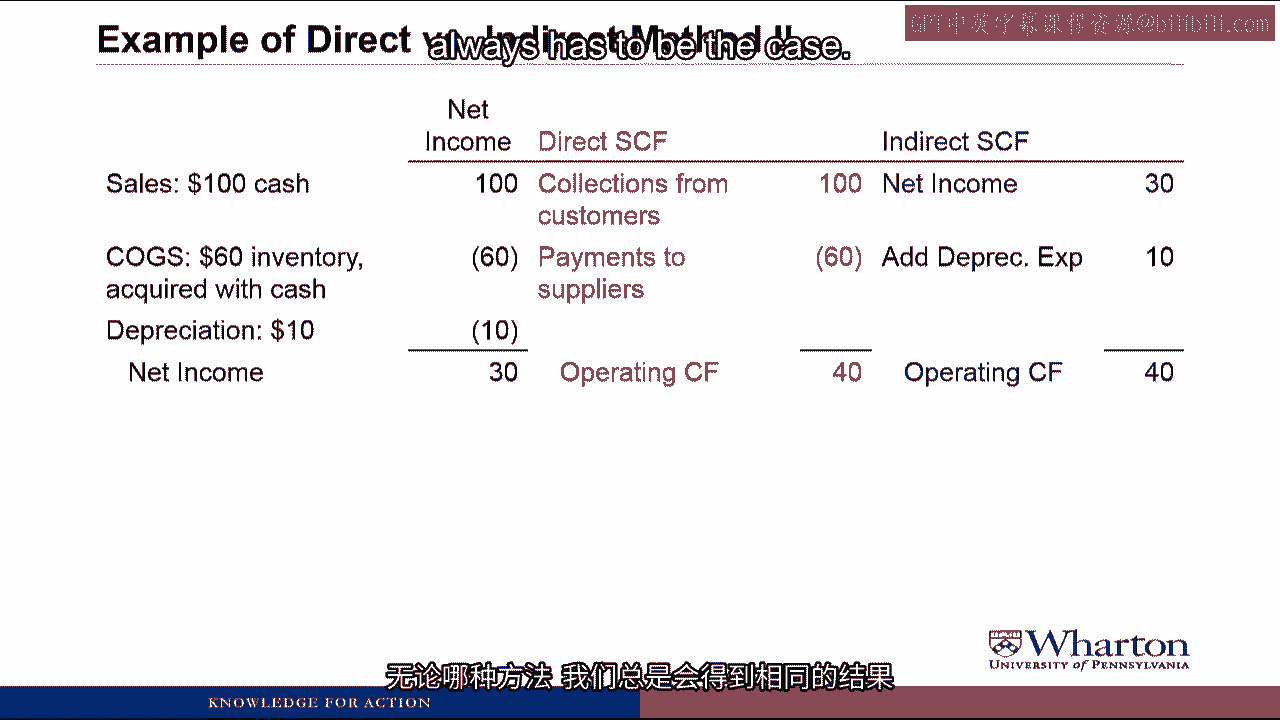 Example of Direct vs. Indirect Method II
always has to be the case.
GPT中英字幕课程资源@bilibili.com
Net
Income Direct SCF Indirect SCF
Sales: $100 cash 100 Collections from 100 Net Income 30
customers
COGS: $60 inventory, (60) Payments to (60) Add Deprec. Exp 10
acquired with cash suppliers
Depreciation: $10 (10)
Net Income 30 Operating CF 40 Operating CF 40
Wharton
UNIVERSITY of PENNSYLVANIA
无论哪种方法 我们总是会得到相同的结果
KNOWLEDGE FOR ACTION